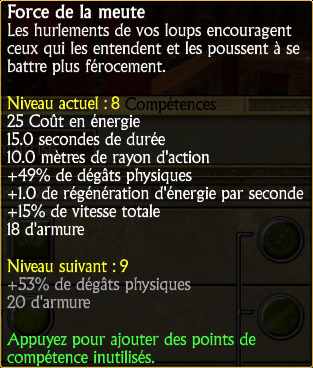 Force de la meute
Les hurlements de vos loups encouragent
ceux qui les entendent et les poussent à se
battre plus férocement.
Niveau actuel : 8 Compétences
25 Coût en énergie
15.0 secondes de durée
10.0 mètres de rayon d'action
+49% de dégâts physiques
+1.0 de régénération d'énergie par seconde
+15% de vitesse totale
18 d'armure
Niveau suivant : 9
+53% de dégâts physiques
20 d'armure
Appuyez pour ajouter des points de
compétence inutilisés.